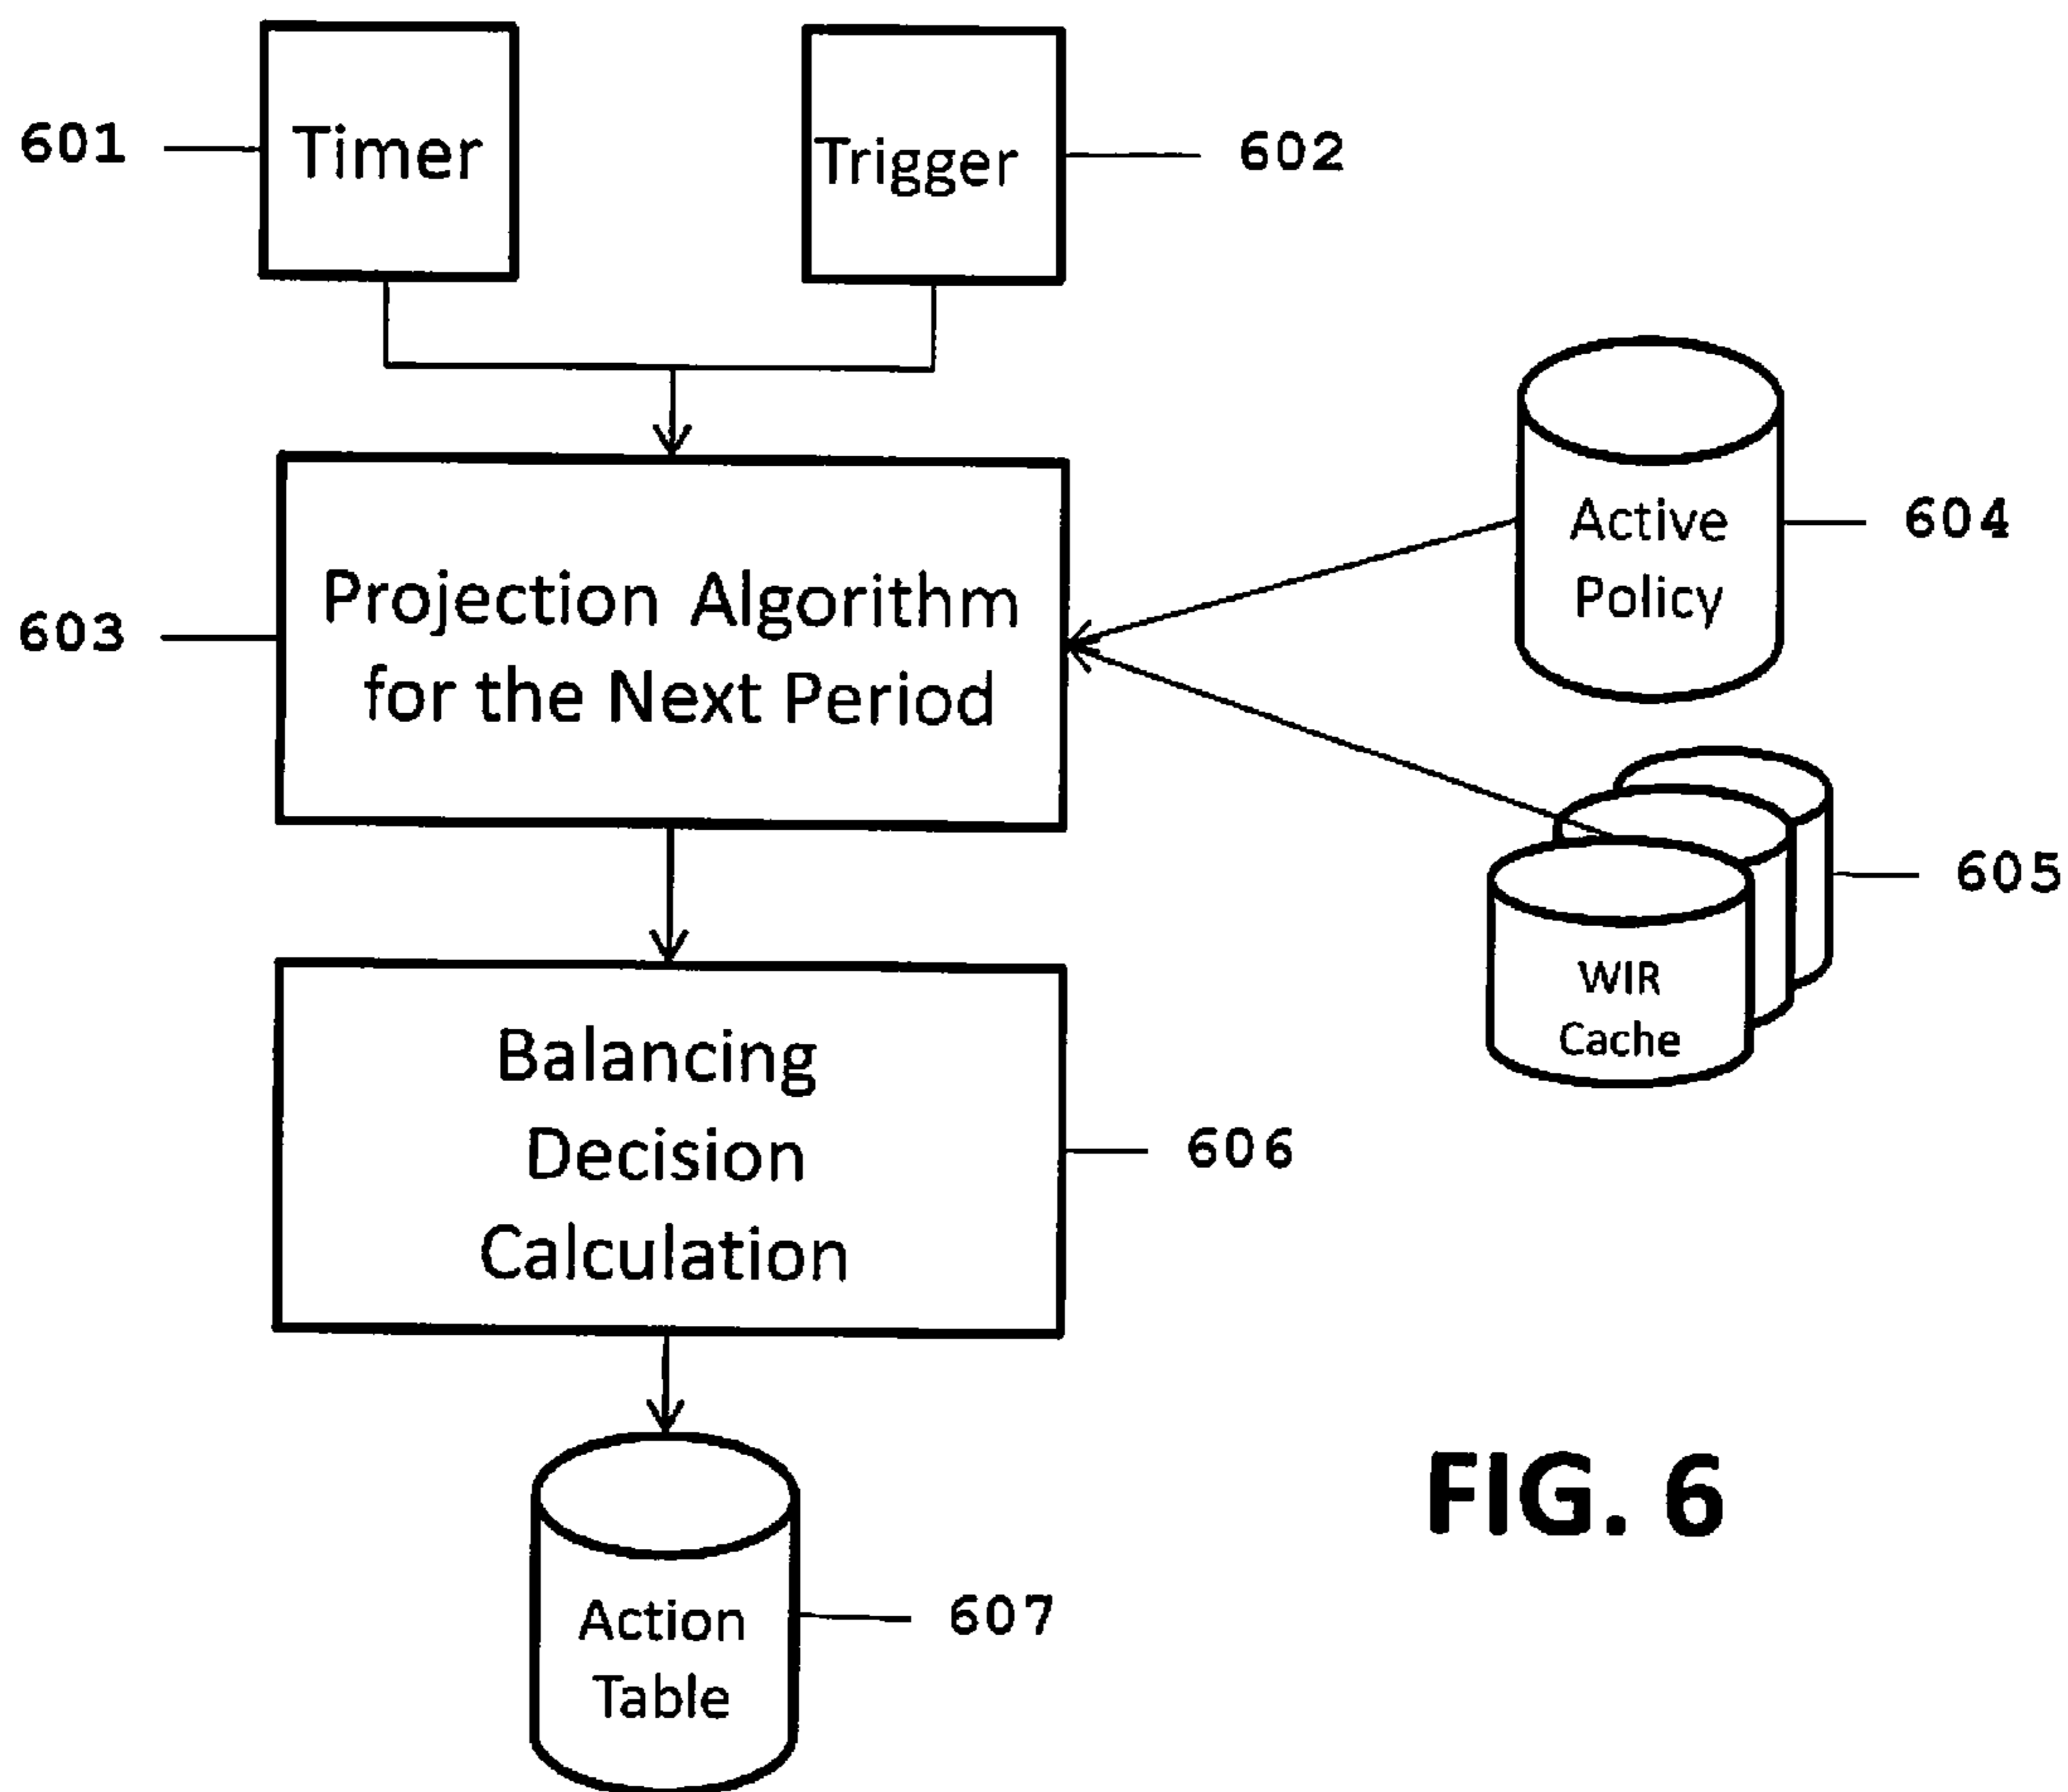 601
Timer
Trigger
602
603
Projection Algorithm
for the Next Period
Active
Policy
604
WIR
Cache
605
Balancing
Decision
Calculation
606
Action
Table
607
FIG. 6